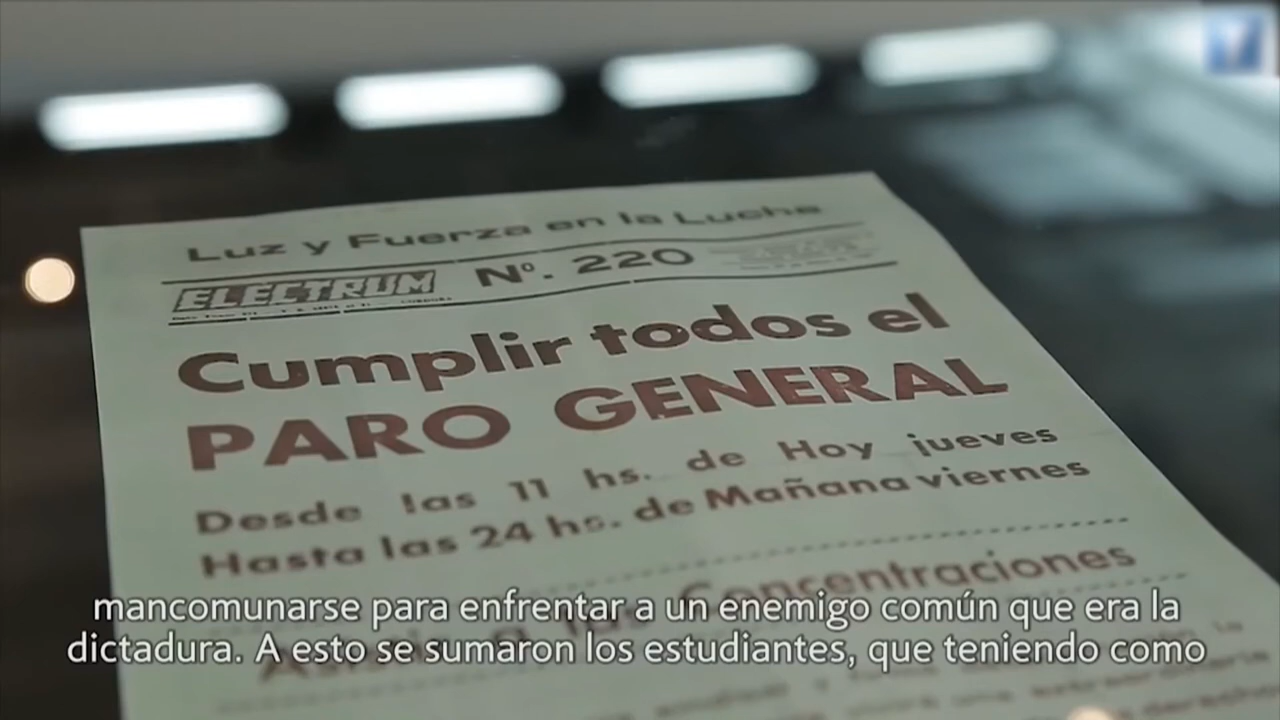 Luz y Fuerza en la Lucha
ELECTRUM Nº. 220
Cumplir todos el
PARO GENERAL
Desde las 11 hs. de Hoy jueves
Hasta las 24 hs. de Mañana viernes
Concentraciones
mancomunarse para enfrentar a un enemigo común que era la
dictadura. A esto se sumaron los estudiantes, que teniendo como